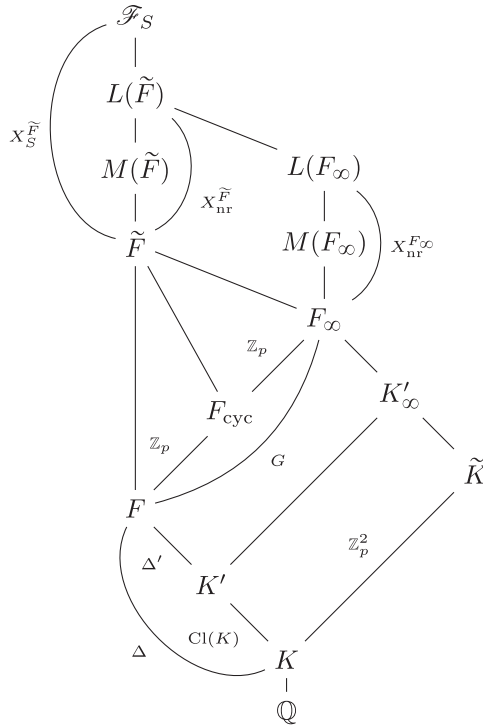 ℱ_S
L(F̃)
X_S^F̃
M(F̃)
L(F_∞)
X_nr^F̃
F̃
M(F_∞)
X_nr^F_∞
F_∞
ℤ_p
K'_∞
F_cyc
ℤ_p
G
K̃
F
ℤ_p^2
Δ'
K'
Cl(K)
Δ
K
ℚ